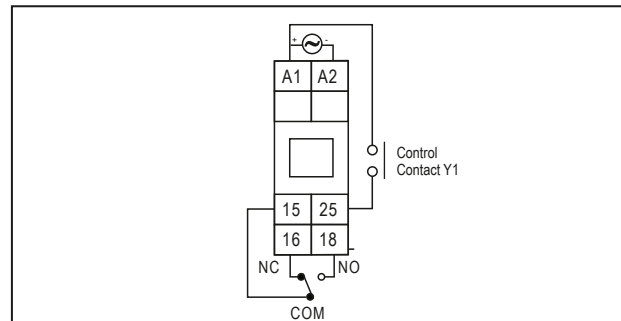 + -
A1 A2
Control
Contact Y1
15 25
16 18
NC NO
COM